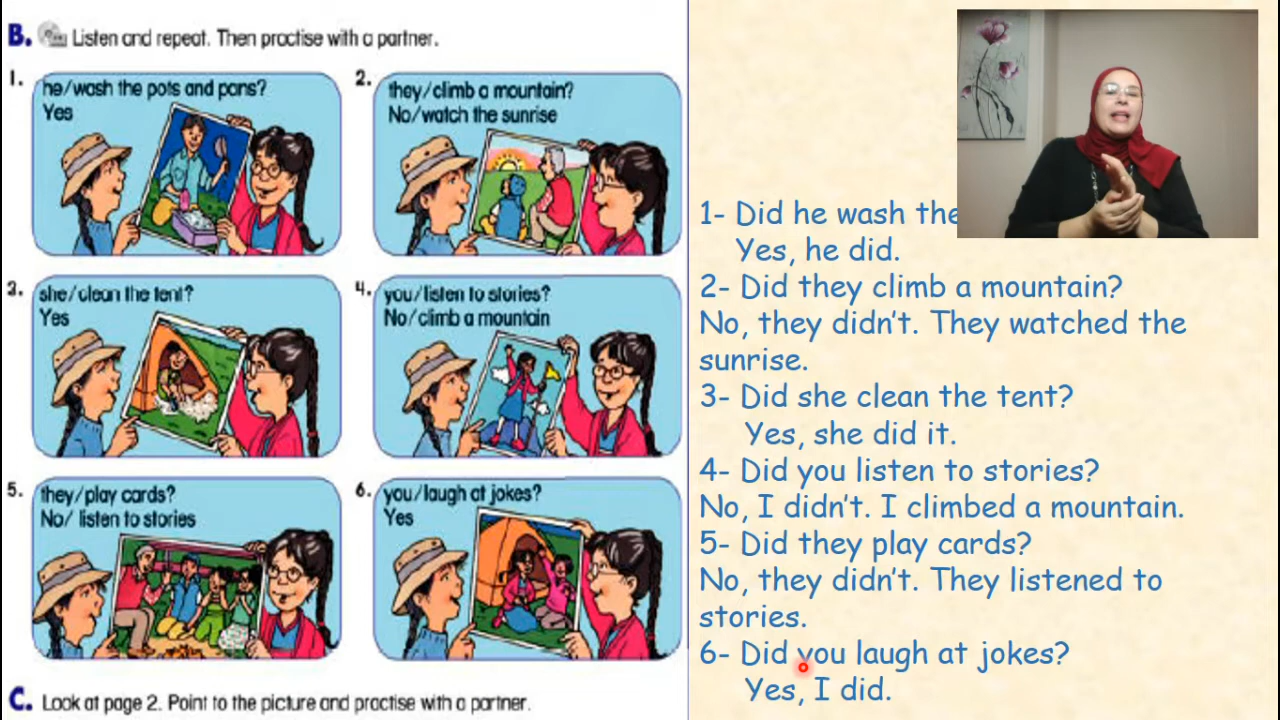 B. Listen and repeat. Then practise with a partner.
1. he/wash the pots and pans?
Yes
2. they/climb a mountain?
No/watch the sunrise
3. she/clean the tent?
Yes
4. you/listen to stories?
No/climb a mountain
5. they/play cards?
No/ listen to stories
6. you/laugh at jokes?
Yes
C. Look at page 2. Point to the picture and practise with a partner.
1- Did he wash the
Yes, he did.
2- Did they climb a mountain?
No, they didn't. They watched the
sunrise.
3- Did she clean the tent?
Yes, she did it.
4- Did you listen to stories?
No, I didn't. I climbed a mountain.
5- Did they play cards?
No, they didn't. They listened to
stories.
6- Did you laugh at jokes?
Yes, I did.